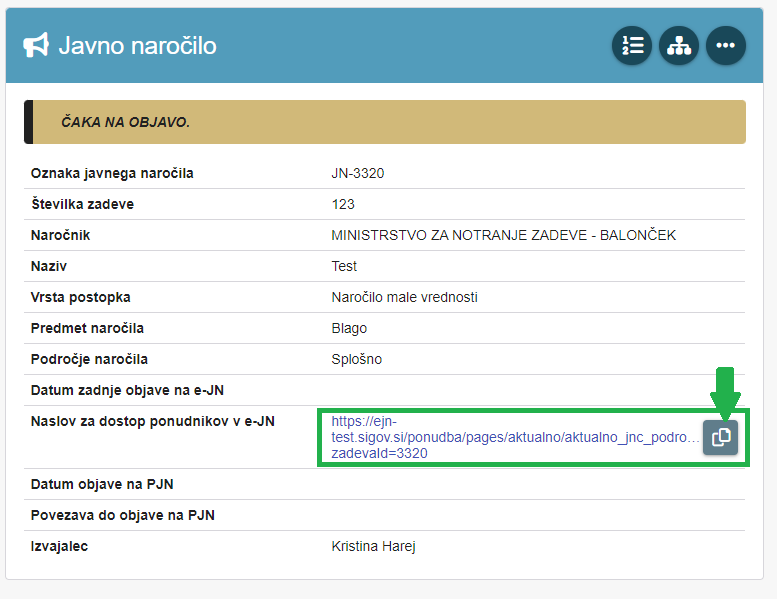 Javno naročilo
ČAKA NA OBJAVO.
Oznaka javnega naročila JN-3320
Številka zadeve 123
Naročnik MINISTRSTVO ZA NOTRANJE ZADEVE - BALONČEK
Naziv Test
Vrsta postopka Naročilo male vrednosti
Predmet naročila Blago
Področje naročila Splošno
Datum zadnje objave na e-JN
Naslov za dostop ponudnikov v e-JN https://ejn-
test.sigov.si/ponudba/pages/aktualno/aktualno_jnc_podro...
zadevaId=3320
Datum objave na PJN
Povezava do objave na PJN
Izvajalec Kristina Harej